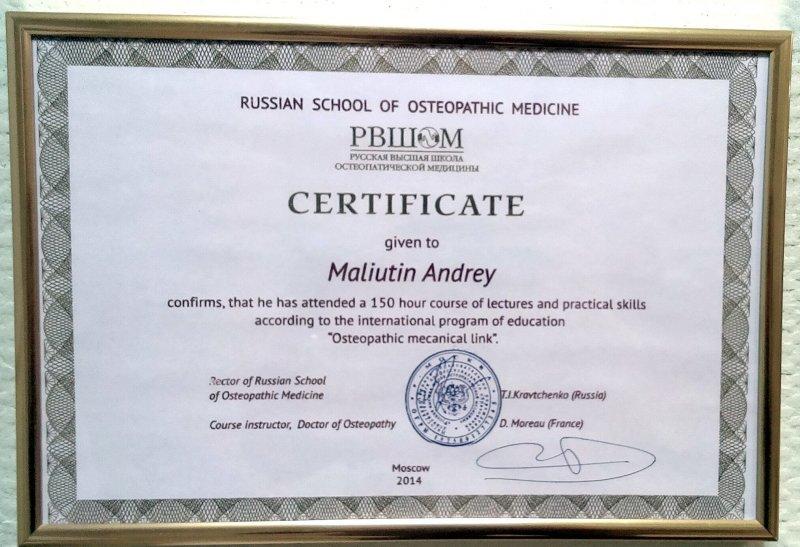 RUSSIAN SCHOOL OF OSTEOPATHIC MEDICINE
РВШОМ
РУССКАЯ ВЫСШАЯ ШКОЛА
ОСТЕОПАТИЧЕСКОЙ МЕДИЦИНЫ
CERTIFICATE
given to
Maliutin Andrey
confirms, that he has attended a 150 hour course of lectures and practical skills
according to the international program of education
"Osteopathic mecanical link".
Rector of Russian School
of Osteopathic Medicine
T.I.Kravtchenko (Russia)
Course instructor, Doctor of Osteopathy
D. Moreau (France)
Moscow
2014